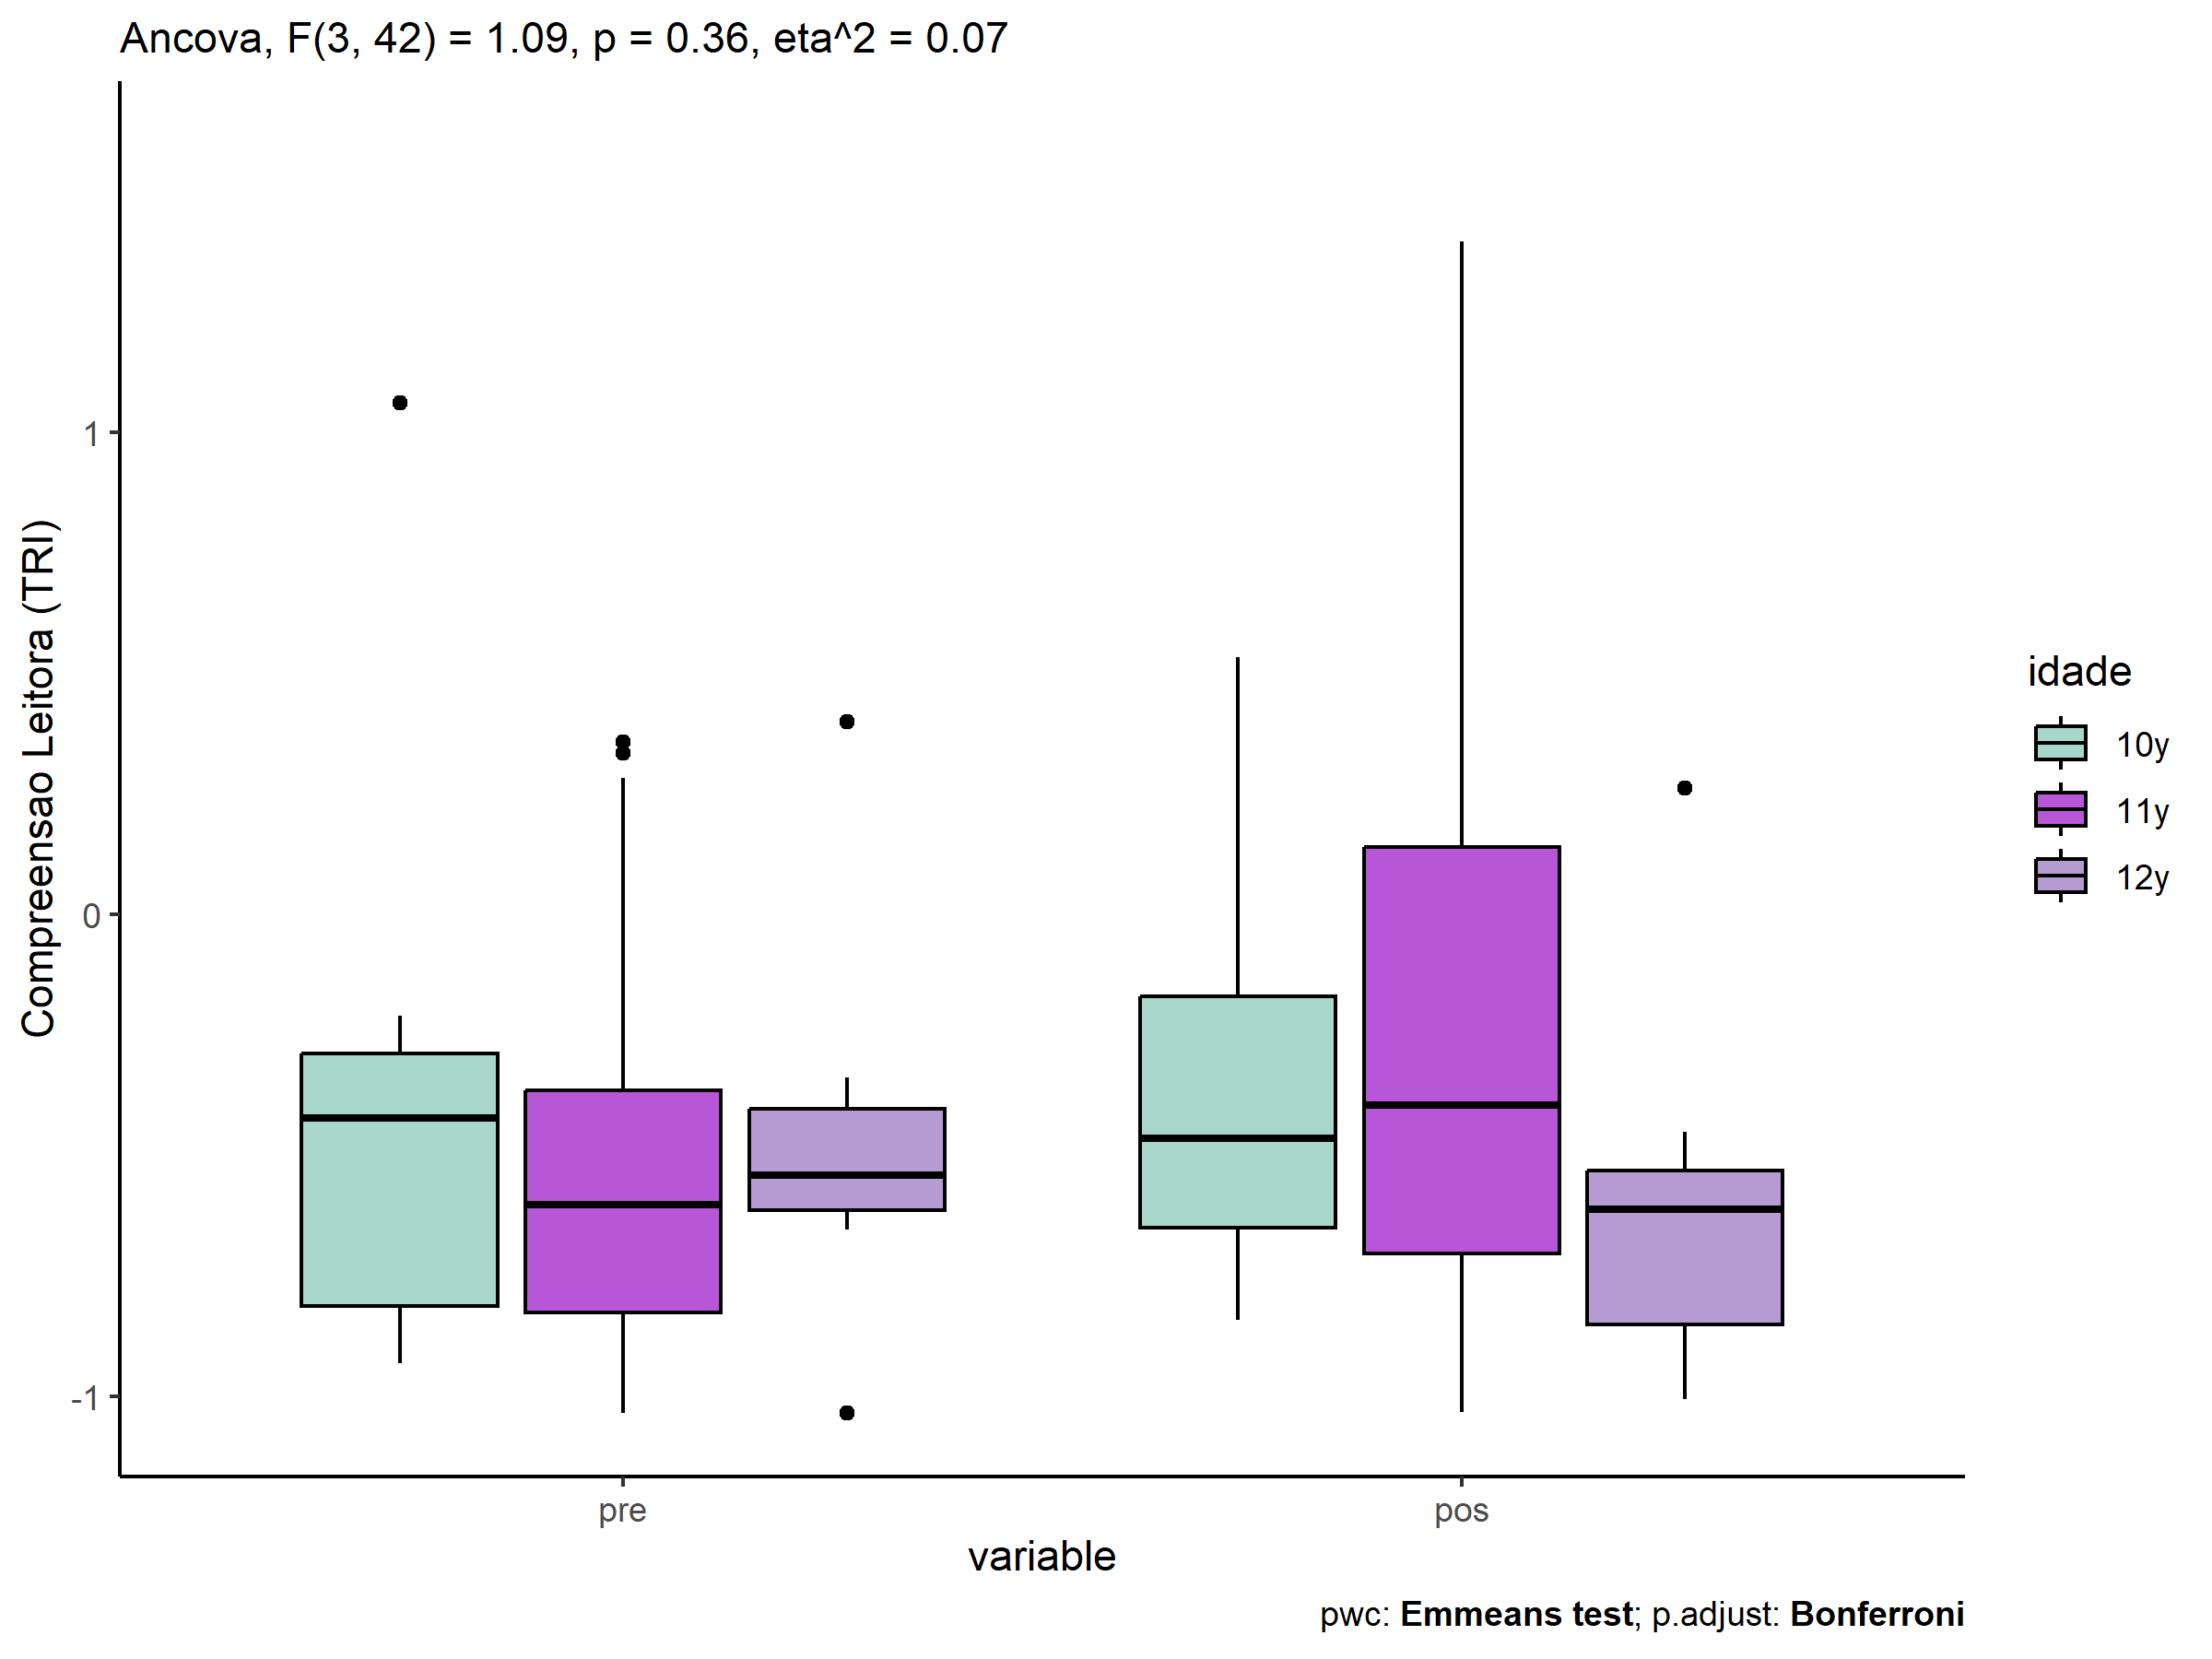 Ancova, F(3, 42) = 1.09, p = 0.36, eta^2 = 0.07
Compreensao Leitora (TRI)
1
0
-1
pre
pos
variable
idade
10y
11y
12y
pwc: Emmeans test; p.adjust: Bonferroni